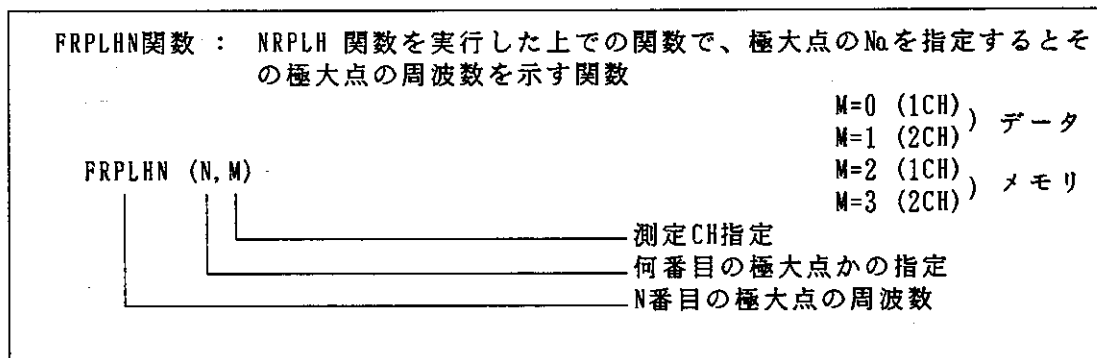 FRPLHN関数 : NRPLH 関数を実行した上での関数で、極大点の№を指定するとそ
の極大点の周波数を示す関数
M=0 (1CH)
M=1 (2CH)
) データ
M=2 (1CH)
M=3 (2CH)
) メモリ
FRPLHN (N,M)
測定CH指定
何番目の極大点かの指定
N番目の極大点の周波数